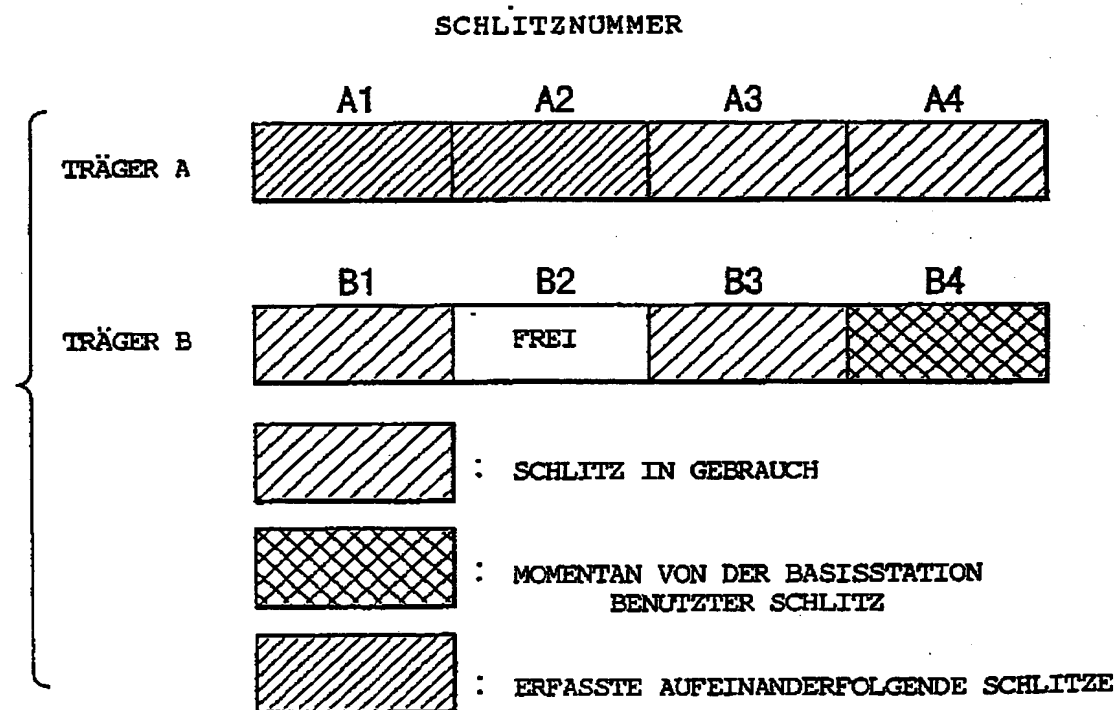 SCHLITZNUMMER
A1 A2 A3 A4
TRÄGER A
B1 B2 B3 B4
TRÄGER B FREI
: SCHLITZ IN GEBRAUCH
: MOMENTAN VON DER BASISSTATION
BENUTZTER SCHLITZ
: ERFASSTE AUFEINANDERFOLGENDE SCHLITZE